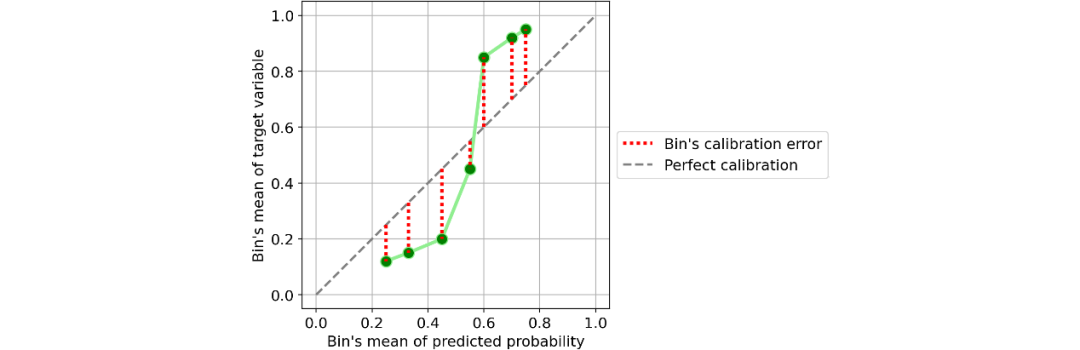 1.0
0.8
0.6
0.4
0.2
0.0
Bin's mean of target variable
0.0 0.2 0.4 0.6 0.8 1.0
Bin's mean of predicted probability
Bin's calibration error
Perfect calibration